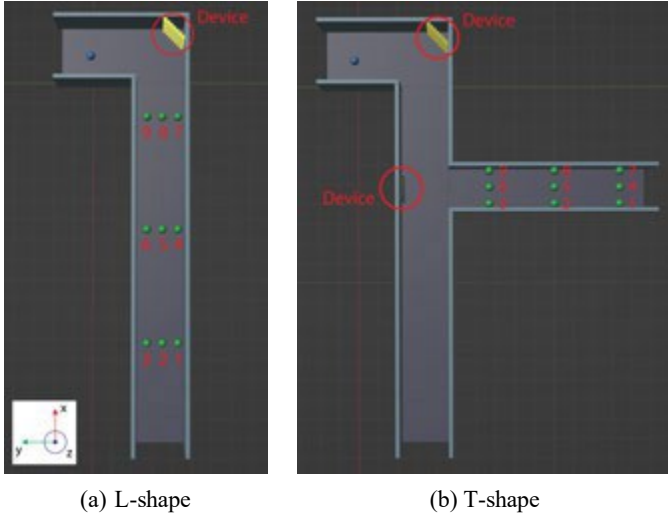 Device
Device
9 8 7
Device
6 5 4
3 2 1
x
y
z
(a) L-shape
(b) T-shape